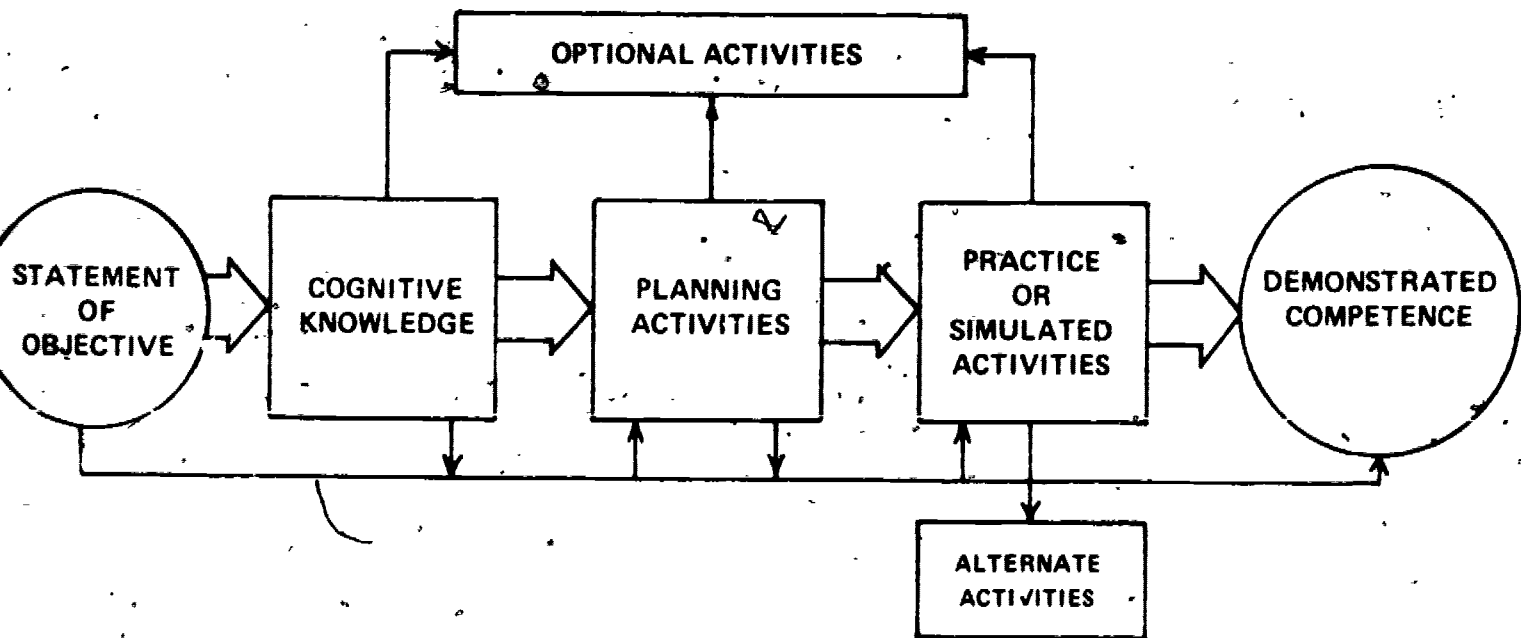 OPTIONAL ACTIVITIES
STATEMENT
OF
OBJECTIVE
COGNITIVE
KNOWLEDGE
PLANNING
ACTIVITIES
PRACTICE
OR
SIMULATED
ACTIVITIES
DEMONSTRATED
COMPETENCE
ALTERNATE
ACTIVITIES